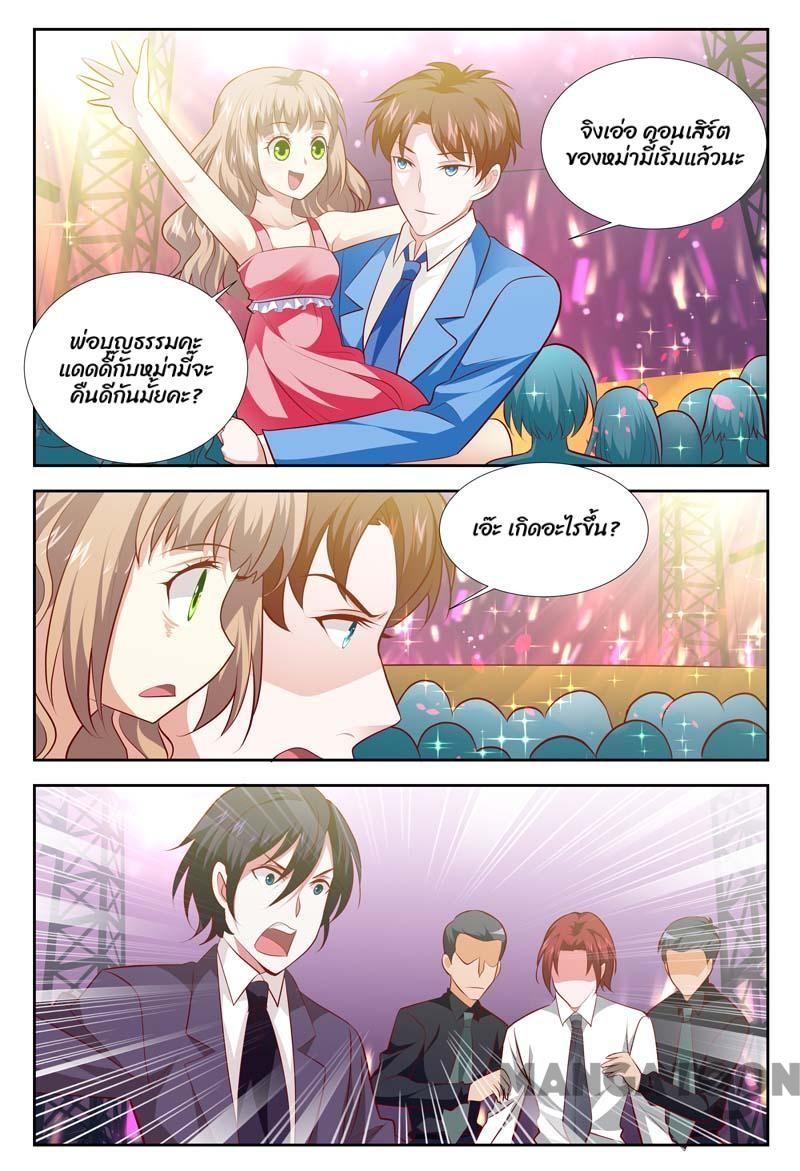 จิงเอ๋อ คอนเสิร์ต
ของหม่ามี้เริ่มแล้วนะ
พ่อบุญธรรมคะ
แดดดี้กับหม่ามี้จะ
คืนดีกันมั้ยคะ?
เอ๊ะ เกิดอะไรขึ้น?